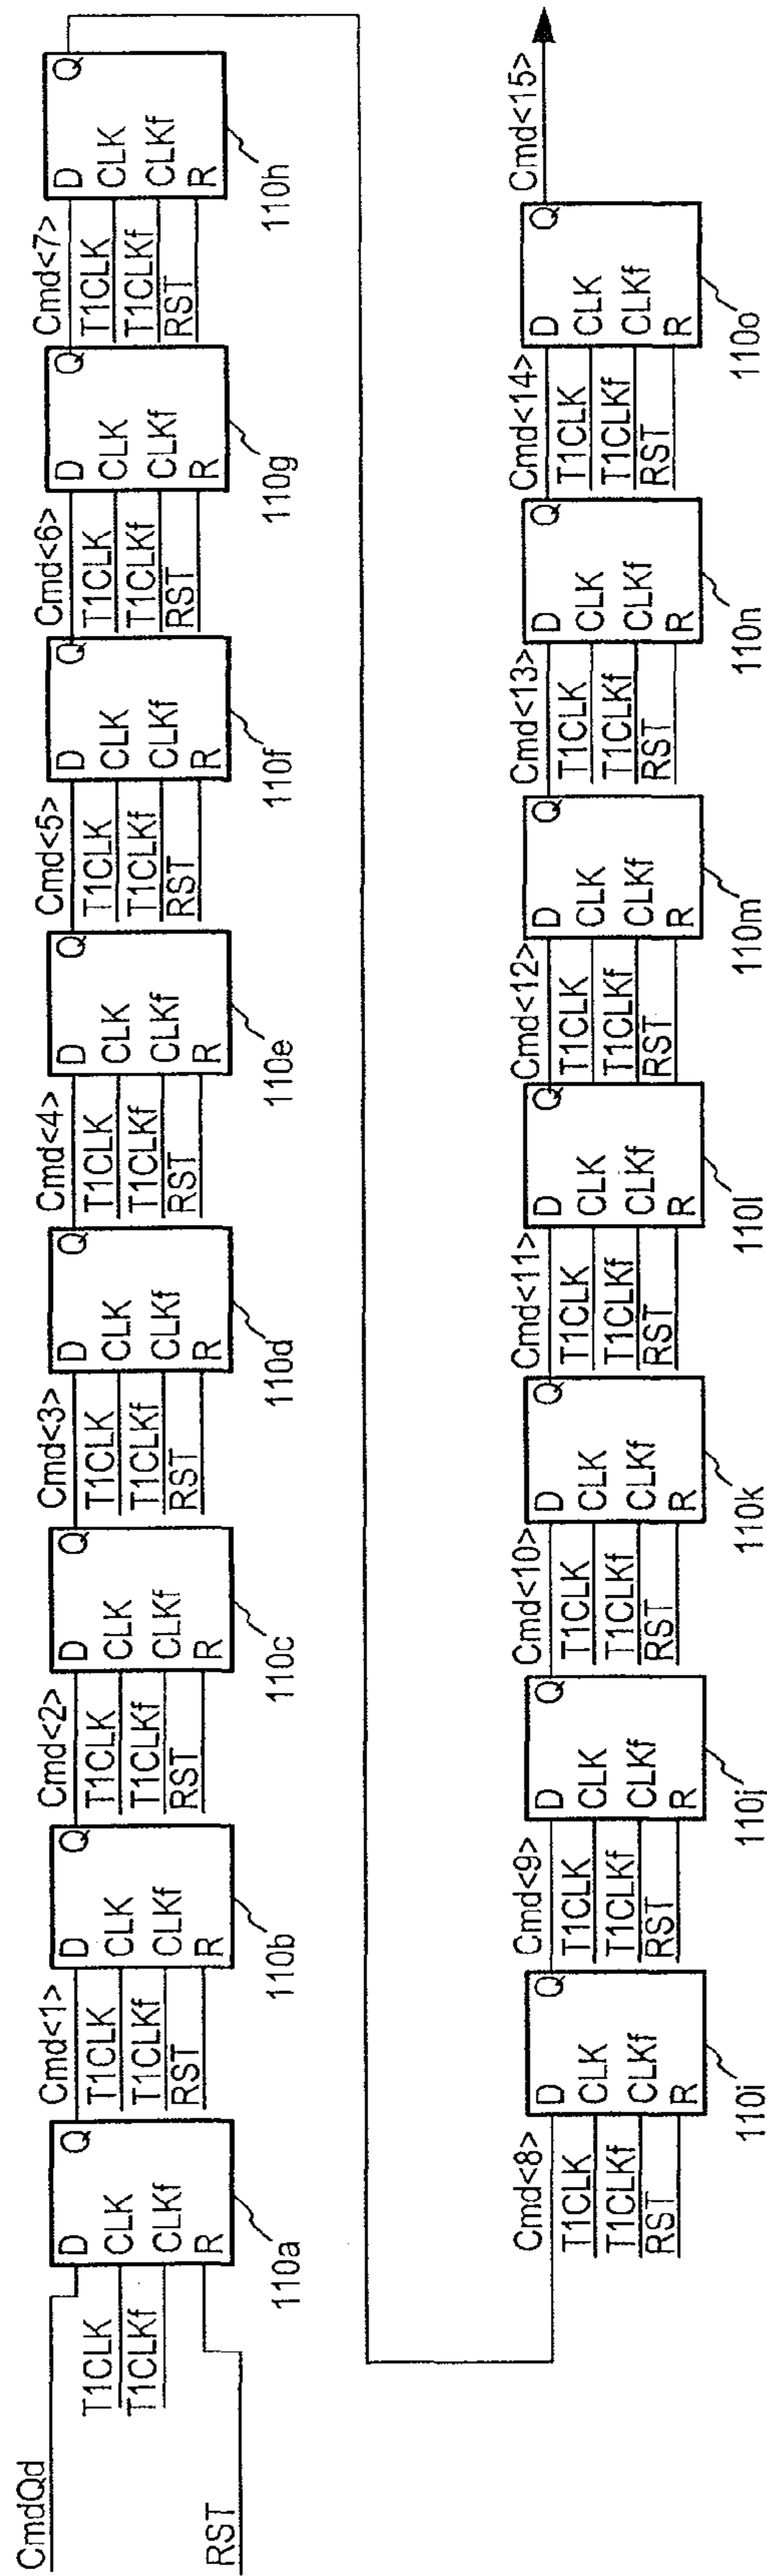 CmdQd
T1CLK
T1CLKf
RST
D
Q
CLK
CLKf
R
110a
Cmd<1>
T1CLK
T1CLKf
RST
D
Q
CLK
CLKf
R
110b
Cmd<2>
T1CLK
T1CLKf
RST
D
Q
CLK
CLKf
R
110c
Cmd<3>
T1CLK
T1CLKf
RST
D
Q
CLK
CLKf
R
110d
Cmd<4>
T1CLK
T1CLKf
RST
D
Q
CLK
CLKf
R
110e
Cmd<5>
T1CLK
T1CLKf
RST
D
Q
CLK
CLKf
R
110f
Cmd<6>
T1CLK
T1CLKf
RST
D
Q
CLK
CLKf
R
110g
Cmd<7>
T1CLK
T1CLKf
RST
D
Q
CLK
CLKf
R
110h
Cmd<8>
T1CLK
T1CLKf
RST
D
Q
CLK
CLKf
R
110i
Cmd<9>
T1CLK
T1CLKf
RST
D
Q
CLK
CLKf
R
110j
Cmd<10>
T1CLK
T1CLKf
RST
D
Q
CLK
CLKf
R
110k
Cmd<11>
T1CLK
T1CLKf
RST
D
Q
CLK
CLKf
R
110l
Cmd<12>
T1CLK
T1CLKf
RST
D
Q
CLK
CLKf
R
110m
Cmd<13>
T1CLK
T1CLKf
RST
D
Q
CLK
CLKf
R
110n
Cmd<14>
T1CLK
T1CLKf
RST
D
Q
CLK
CLKf
R
110o
Cmd<15>